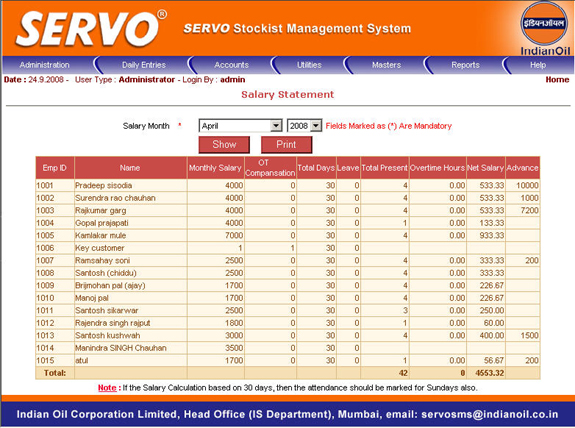 SERVO® SERVO Stockist Management System
इंडियनऑयल
IndianOil
Administration Daily Entries Accounts Utilities Masters Reports Help
Date : 24.9.2008 - User Type : Administrator - Login By : admin Home
Salary Statement
Salary Month * April 2008 Fields Marked as (*) Are Mandatory
Show Print
Emp ID Name Monthly Salary OT Compansation Total Days Leave Total Present Overtime Hours Net Salary Advance
1001 Pradeep sisodia 4000 0 30 0 4 0.00 533.33 10000
1002 Surendra rao chauhan 4000 0 30 0 4 0.00 533.33 1000
1003 Rajkumar garg 4000 0 30 0 4 0.00 533.33 7200
1004 Gopal prajapati 4000 0 30 0 1 0.00 133.33
1005 Kamlakar mule 7000 0 30 0 4 0.00 933.33
1006 Key customer 1 1 30 0
1007 Ramsahay soni 2500 0 30 0 4 0.00 333.33 200
1008 Santosh (chiddu) 2500 0 30 0 4 0.00 333.33
1009 Brijmohan pal (ajay) 1700 0 30 0 4 0.00 226.67
1010 Manoj pal 1700 0 30 0 4 0.00 226.67
1011 Santosh sikarwar 2500 0 30 0 3 0.00 250.00
1012 Rajendra singh rajput 1800 0 30 0 1 0.00 60.00
1013 Santosh kushwah 3000 0 30 0 4 0.00 400.00 1500
1014 Manindra SINGH Chauhan 3500 0 30 0
1015 atul 1700 0 30 0 1 0.00 56.67 200
Total: 42 0 4553.32
Note : If the Salary Calculation based on 30 days, then the attendance should be marked for Sundays also.
Indian Oil Corporation Limited, Head Office (IS Department), Mumbai, email: servosms@indianoil.co.in